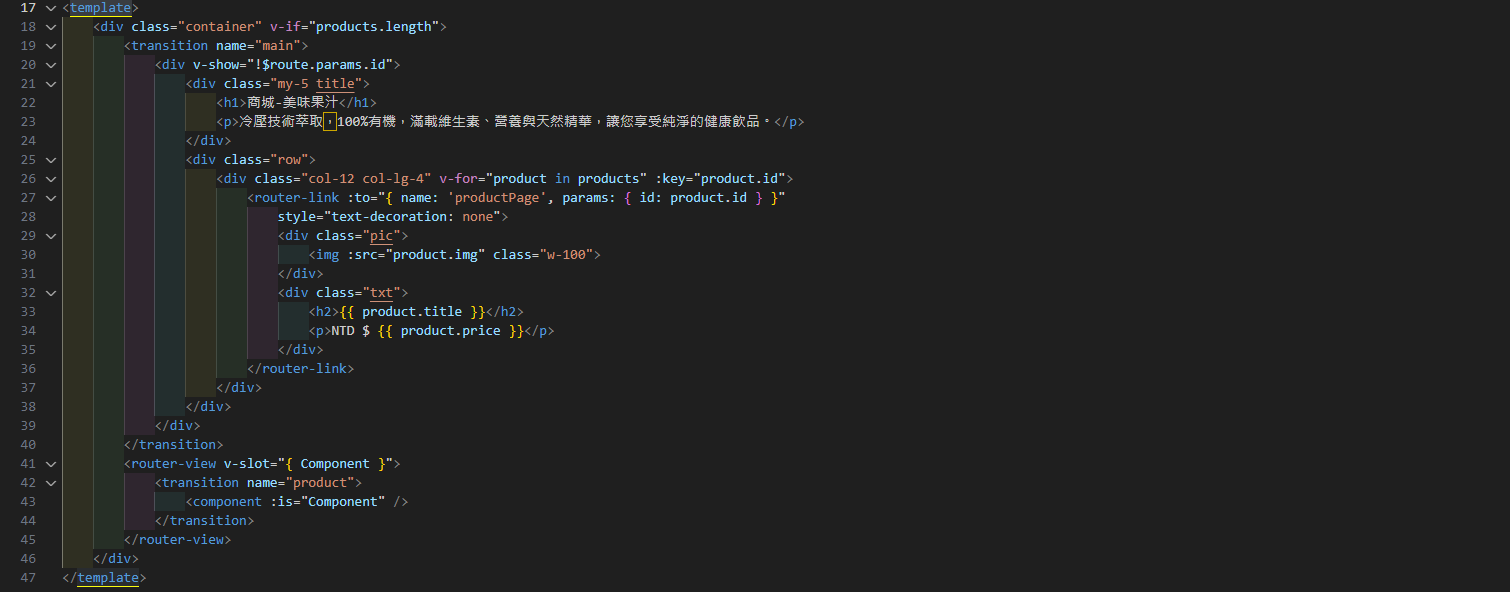 17 <template>
18 <div class="container" v-if="products.length">
19 <transition name="main">
20 <div v-show="!$route.params.id">
21 <div class="my-5 title">
22 <h1>商城-美味果汁</h1>
23 <p>冷壓技術萃取，100%有機，滿載維生素、營養與天然精華，讓您享受純淨的健康飲品。</p>
24 </div>
25 <div class="row">
26 <div class="col-12 col-lg-4" v-for="product in products" :key="product.id">
27 <router-link :to="{ name: 'productPage', params: { id: product.id } }"
28 style="text-decoration: none">
29 <div class="pic">
30 <img :src="product.img" class="w-100">
31 </div>
32 <div class="txt">
33 <h2>{{ product.title }}</h2>
34 <p>NTD $ {{ product.price }}</p>
35 </div>
36 </router-link>
37 </div>
38 </div>
39 </div>
40 </transition>
41 <router-view v-slot="{ Component }">
42 <transition name="product">
43 <component :is="Component" />
44 </transition>
45 </router-view>
46 </div>
47 </template>